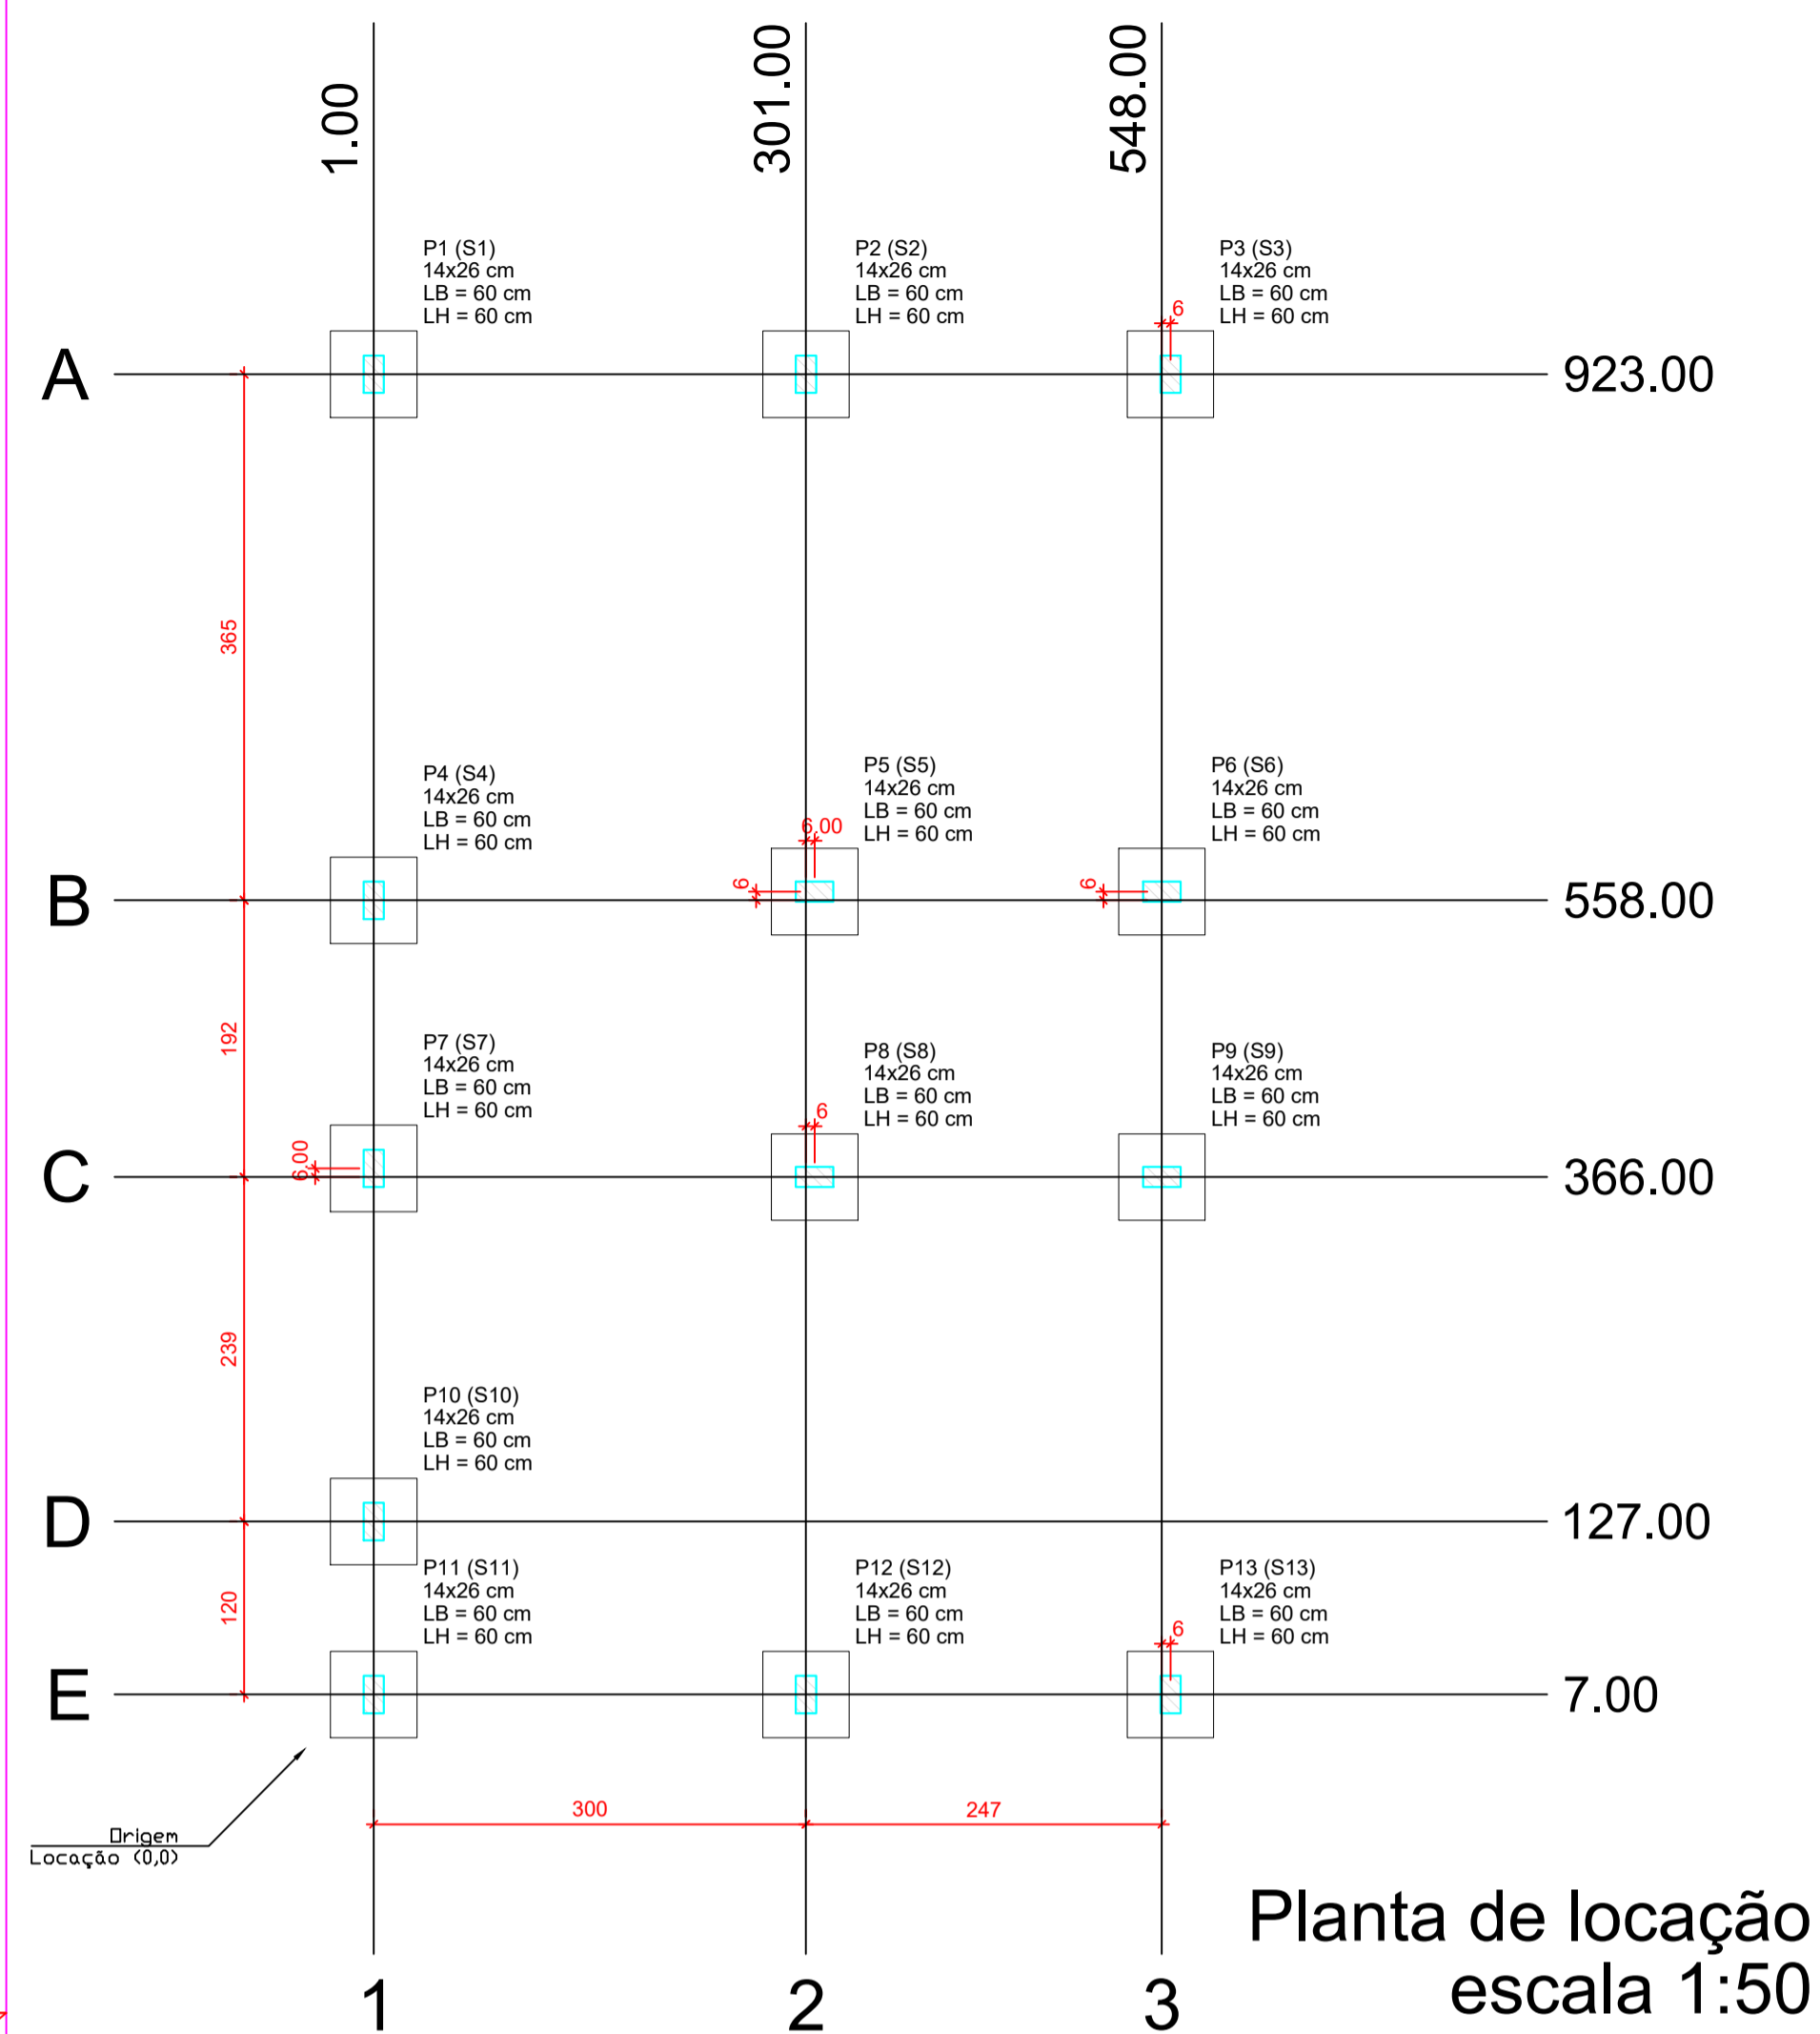 1.00
301.00
548.00
P1 (S1)
14x26 cm
LB = 60 cm
LH = 60 cm
P2 (S2)
14x26 cm
LB = 60 cm
LH = 60 cm
P3 (S3)
14x26 cm
LB = 60 cm
LH = 60 cm
6
A
923.00
365
P4 (S4)
14x26 cm
LB = 60 cm
LH = 60 cm
P5 (S5)
14x26 cm
LB = 60 cm
LH = 60 cm
6,00
6
P6 (S6)
14x26 cm
LB = 60 cm
LH = 60 cm
6
B
558.00
192
P7 (S7)
14x26 cm
LB = 60 cm
LH = 60 cm
6,00
P8 (S8)
14x26 cm
LB = 60 cm
LH = 60 cm
6
P9 (S9)
14x26 cm
LB = 60 cm
LH = 60 cm
C
366.00
239
P10 (S10)
14x26 cm
LB = 60 cm
LH = 60 cm
D
127.00
120
P11 (S11)
14x26 cm
LB = 60 cm
LH = 60 cm
P12 (S12)
14x26 cm
LB = 60 cm
LH = 60 cm
P13 (S13)
14x26 cm
LB = 60 cm
LH = 60 cm
6
E
7.00
300
247
Origem
Locação (0,0)
Planta de locação
escala 1:50
1
2
3